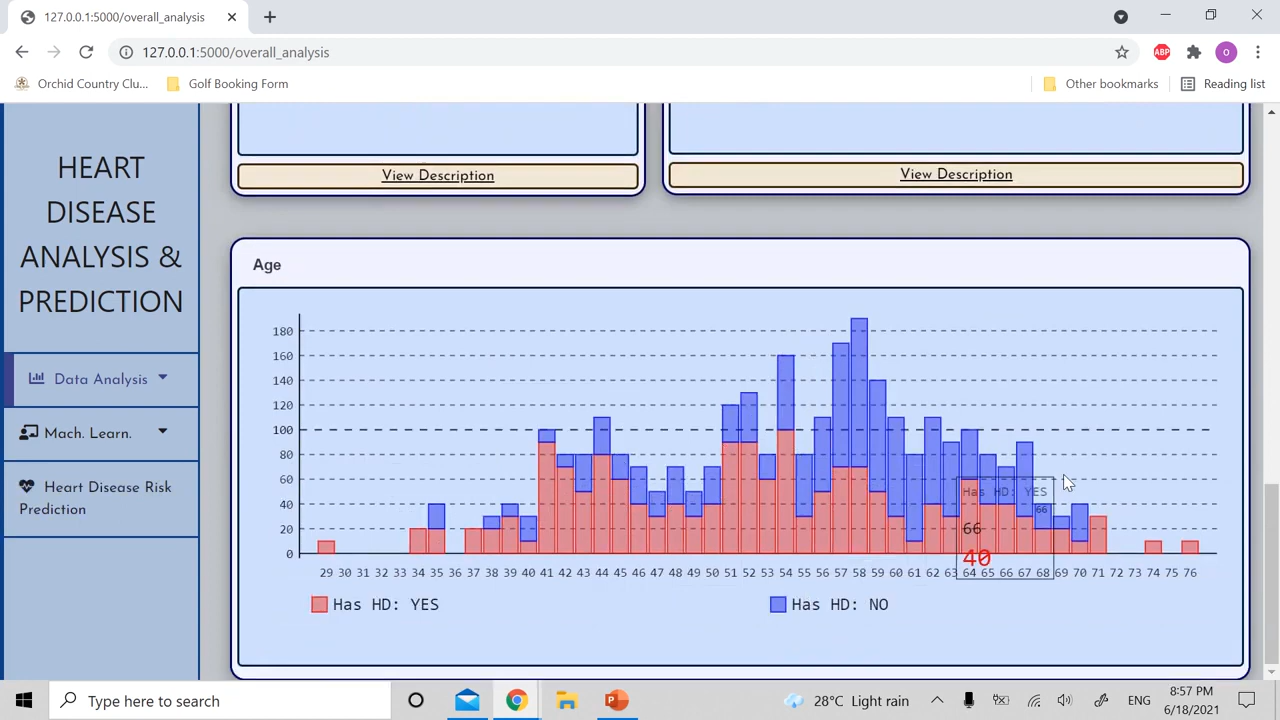 127.0.0.1:5000/overall_analysis
127.0.0.1:5000/overall_analysis
ABP
O
Orchid Country Clu...
Golf Booking Form
Other bookmarks
Reading list
HEART
DISEASE
ANALYSIS &
PREDICTION
Data Analysis
Mach. Learn.
Heart Disease Risk
Prediction
View Description
View Description
Age
180
160
140
120
100
80
60
40
20
0
Has HD: YES
66
66
40
29 30 31 32 33 34 35 36 37 38 39 40 41 42 43 44 45 46 47 48 49 50 51 52 53 54 55 56 57 58 59 60 61 62 63 64 65 66 67 68 69 70 71 72 73 74 75 76
Has HD: YES
Has HD: NO
Type here to search
28°C Light rain
ENG
8:57 PM
6/18/2021